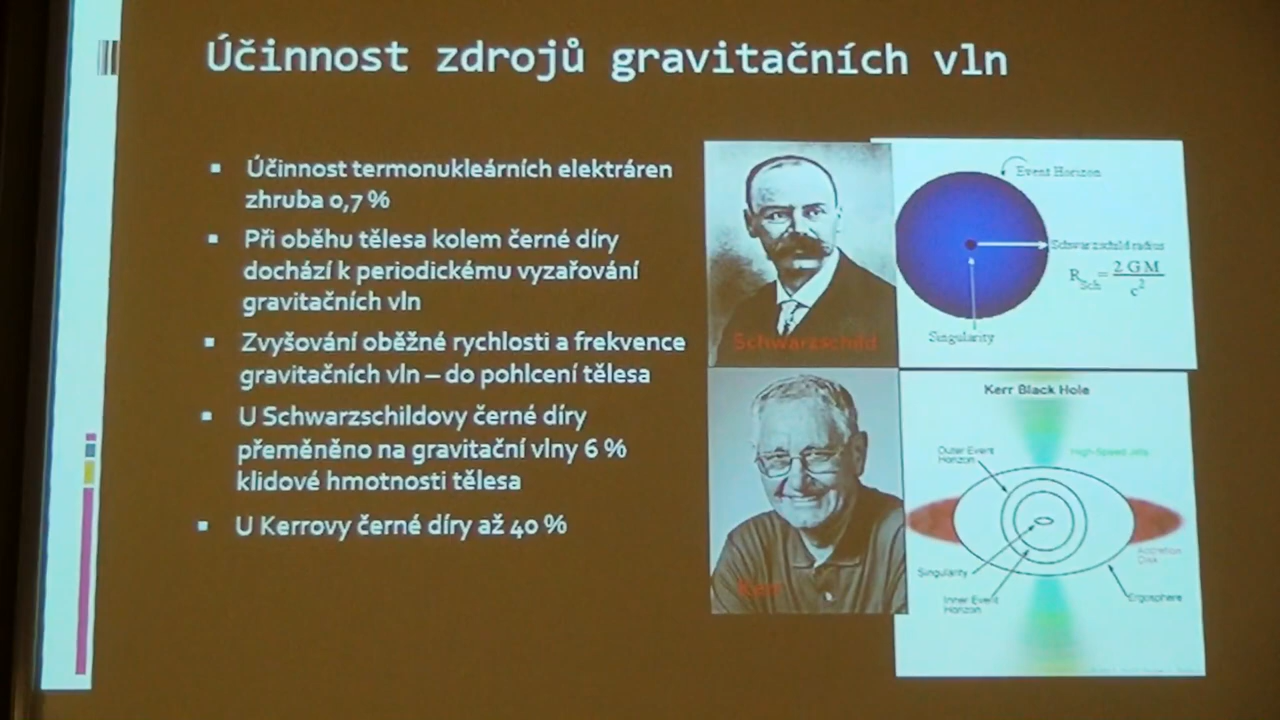 Účinnost zdrojů gravitačních vln
▪ Účinnost termonukleárních elektráren
zhruba 0,7 %
▪ Při oběhu tělesa kolem černé díry
dochází k periodickému vyzařování
gravitačních vln
▪ Zvyšování oběžné rychlosti a frekvence
gravitačních vln – do pohlcení tělesa
▪ U Schwarzschildovy černé díry
přeměněno na gravitační vlny 6 %
klidové hmotnosti tělesa
▪ U Kerrovy černé díry až 40 %
Schwarzschild
Event Horizon
Schwarzschild radius
R_Sch = 2 G M / c²
Singularity
Kerr
Kerr Black Hole
Outer Event
Horizon
High-Speed Jets
Accretion
Disk
Singularity
Inner Event
Horizon
Ergosphere